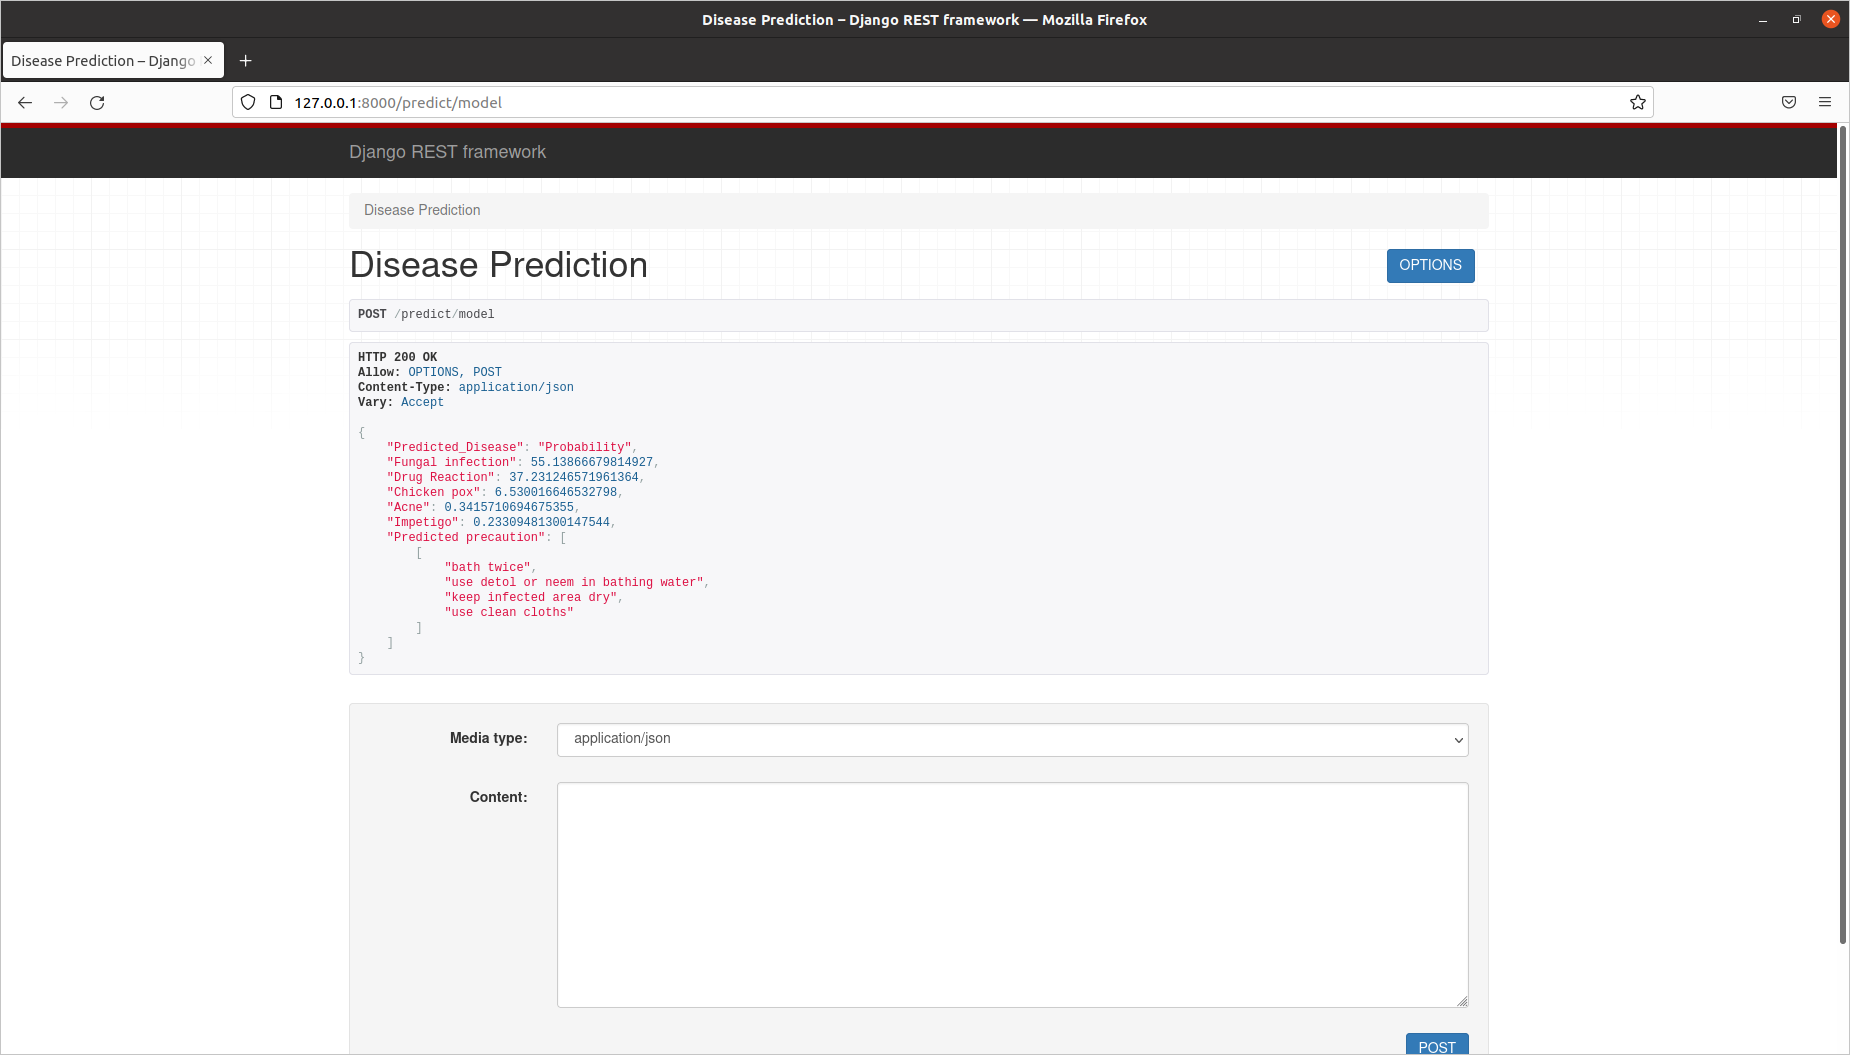 Disease Prediction – Django REST framework — Mozilla Firefox
Disease Prediction – Django
127.0.0.1:8000/predict/model
Django REST framework
Disease Prediction
Disease Prediction
OPTIONS
POST /predict/model
HTTP 200 OK
Allow: OPTIONS, POST
Content-Type: application/json
Vary: Accept
{
    "Predicted_Disease": "Probability",
    "Fungal infection": 55.13866679814927,
    "Drug Reaction": 37.231246571961364,
    "Chicken pox": 6.530016646532798,
    "Acne": 0.3415710694675355,
    "Impetigo": 0.23309481300147544,
    "Predicted precaution": [
        [
            "bath twice",
            "use detol or neem in bathing water",
            "keep infected area dry",
            "use clean cloths"
        ]
    ]
}
Media type:
application/json
Content:
POST